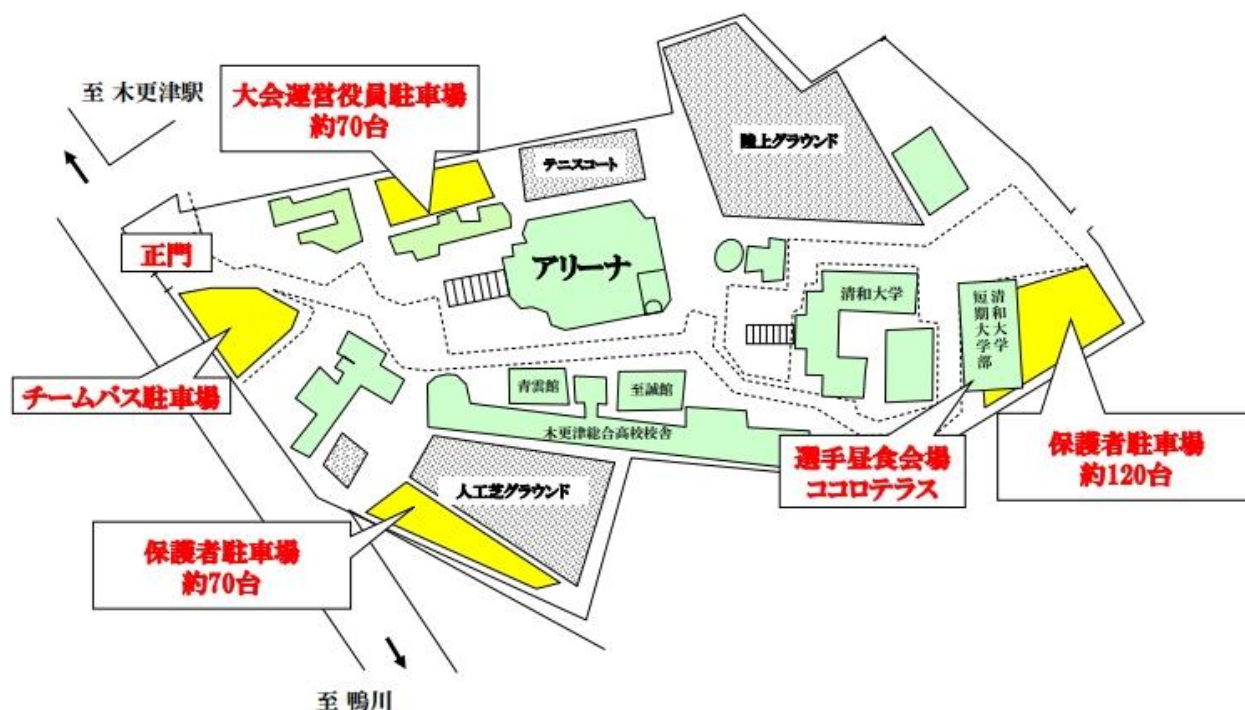 至 木更津駅
大会運営役員駐車場
約70台
テニスコート
陸上グラウンド
正門
アリーナ
清和大学
清和大学
短期大学部
チームバス駐車場
青雲館
至誠館
木更津総合高校校舎
選手昼食会場
ココロテラス
保護者駐車場
約120台
人工芝グラウンド
保護者駐車場
約70台
至 鴨川